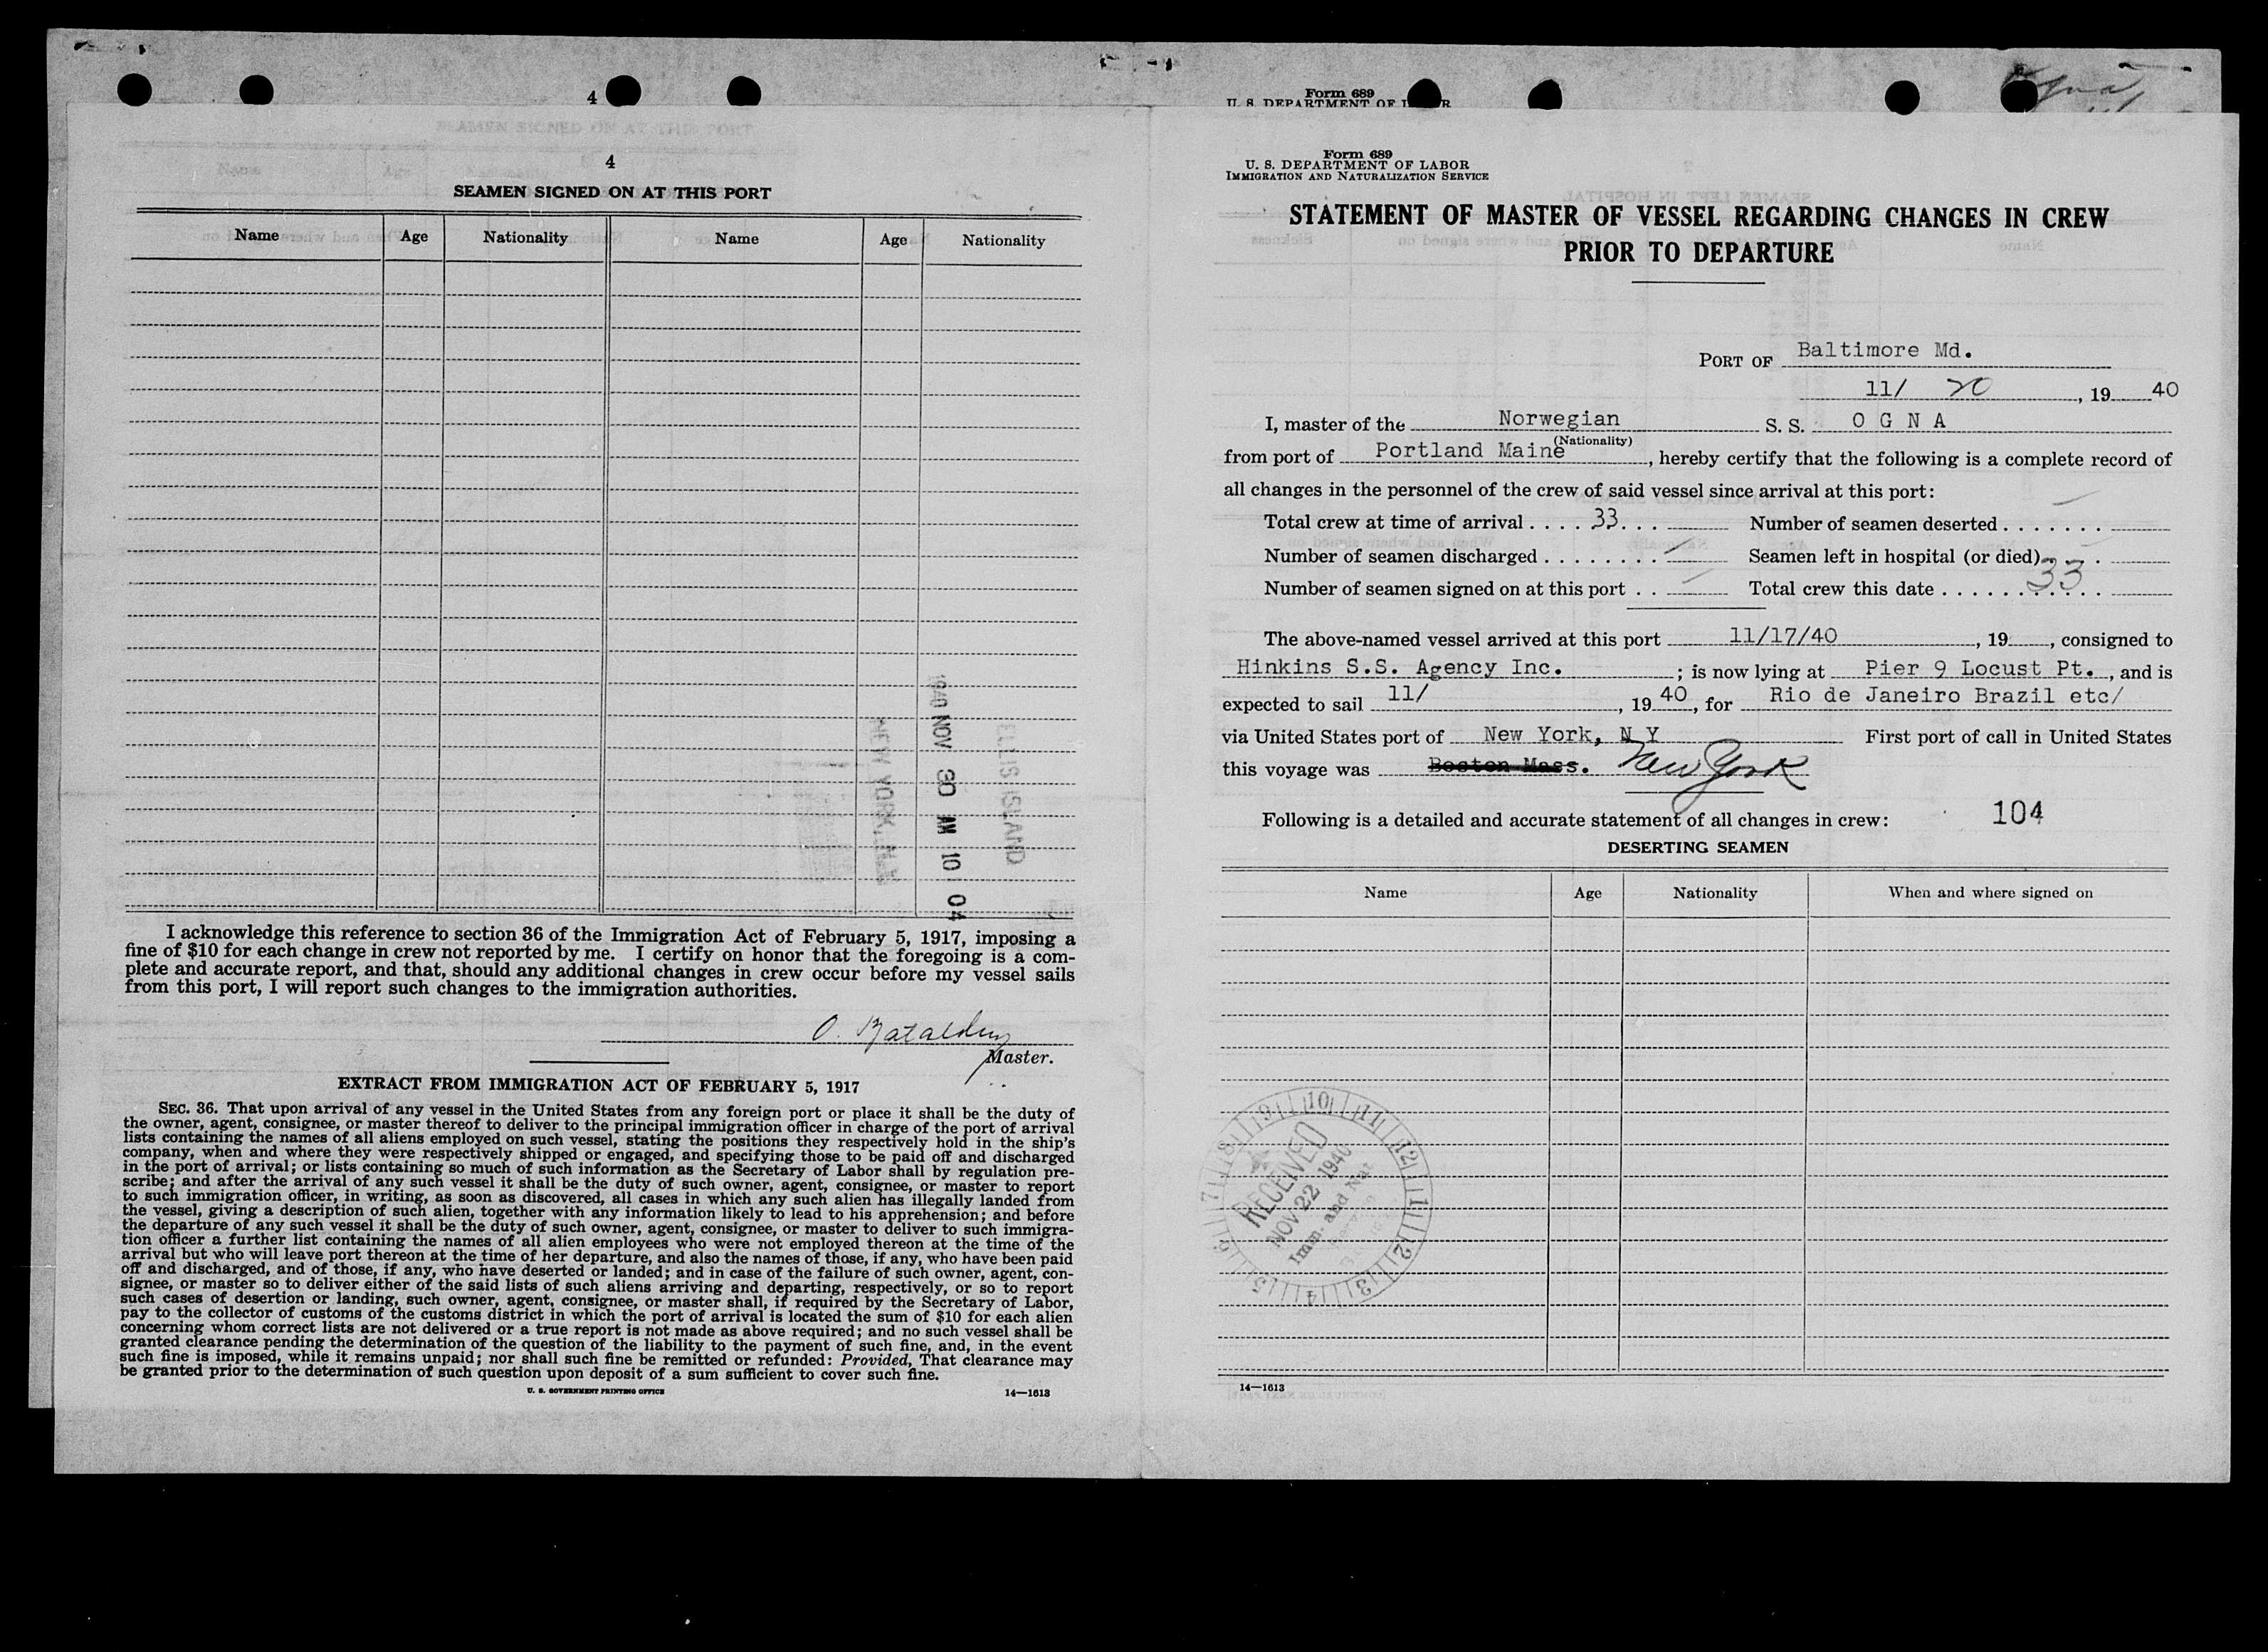 4
4
SEAMEN SIGNED ON AT THIS PORT
Name Age Nationality Name Age Nationality
ELLIS ISLAND
1940 NOV 30 AM 10 04
NEW YORK,
I acknowledge this reference to section 36 of the Immigration Act of February 5, 1917, imposing a
fine of $10 for each change in crew not reported by me. I certify on honor that the foregoing is a com-
plete and accurate report, and that, should any additional changes in crew occur before my vessel sails
from this port, I will report such changes to the immigration authorities.
O.
Master.
EXTRACT FROM IMMIGRATION ACT OF FEBRUARY 5, 1917
SEC. 36. That upon arrival of any vessel in the United States from any foreign port or place it shall be the duty of
the owner, agent, consignee, or master thereof to deliver to the principal immigration officer in charge of the port of arrival
lists containing the names of all aliens employed on such vessel, stating the positions they respectively hold in the ship's
company, when and where they were respectively shipped or engaged, and specifying those to be paid off and discharged
in the port of arrival; or lists containing so much of such information as the Secretary of Labor shall by regulation pre-
scribe; and after the arrival of any such vessel it shall be the duty of such owner, agent, consignee, or master to report
to such immigration officer, in writing, as soon as discovered, all cases in which any such alien has illegally landed from
the vessel, giving a description of such alien, together with any information likely to lead to his apprehension; and before
the departure of any such vessel it shall be the duty of such owner, agent, consignee, or master to deliver to such immigra-
tion officer a further list containing the names of all alien employees who were not employed thereon at the time of the
arrival but who will leave port thereon at the time of her departure, and also the names of those, if any, who have been paid
off and discharged, and of those, if any, who have deserted or landed; and in case of the failure of such owner, agent, con-
signee, or master so to deliver either of the said lists of such aliens arriving and departing, respectively, or so to report
such cases of desertion or landing, such owner, agent, consignee, or master shall, if required by the Secretary of Labor,
pay to the collector of customs of the customs district in which the port of arrival is located the sum of $10 for each alien
concerning whom correct lists are not delivered or a true report is not made as above required; and no such vessel shall be
granted clearance pending the determination of the question of the liability to the payment of such fine, and, in the event
such fine is imposed, while it remains unpaid; nor shall such fine be remitted or refunded: Provided, That clearance may
be granted prior to the determination of such question upon deposit of a sum sufficient to cover such fine.
U. S. GOVERNMENT PRINTING OFFICE 14—1613
Form 689
U. S. DEPARTMENT OF
Ogna
Form 689
U. S. DEPARTMENT OF LABOR
IMMIGRATION AND NATURALIZATION SERVICE
STATEMENT OF MASTER OF VESSEL REGARDING CHANGES IN CREW
PRIOR TO DEPARTURE
PORT OF Baltimore Md.
11/ 20, 19 40
I, master of the Norwegian S. S. O G N A
(Nationality)
from port of Portland Maine, hereby certify that the following is a complete record of
all changes in the personnel of the crew of said vessel since arrival at this port:
Total crew at time of arrival . . . . 33 . . . Number of seamen deserted . . . . . . .
Number of seamen discharged . . . . . . . . Seamen left in hospital (or died) . . .
Number of seamen signed on at this port . . Total crew this date . . . . . . 33 . . .
The above-named vessel arrived at this port 11/17/40, 19 , consigned to
Hinkins S.S. Agency Inc. ; is now lying at Pier 9 Locust Pt. , and is
expected to sail 11/ , 19 40, for Rio de Janeiro Brazil etc/
via United States port of New York, N Y First port of call in United States
this voyage was Boston Mass. New York
Following is a detailed and accurate statement of all changes in crew: 104
DESERTING SEAMEN
Name Age Nationality When and where signed on
RECEIVED
NOV 22 1940
Imm. and Nat
7 8 9 10 11 12 1 2 3 4 5 6
14—1613